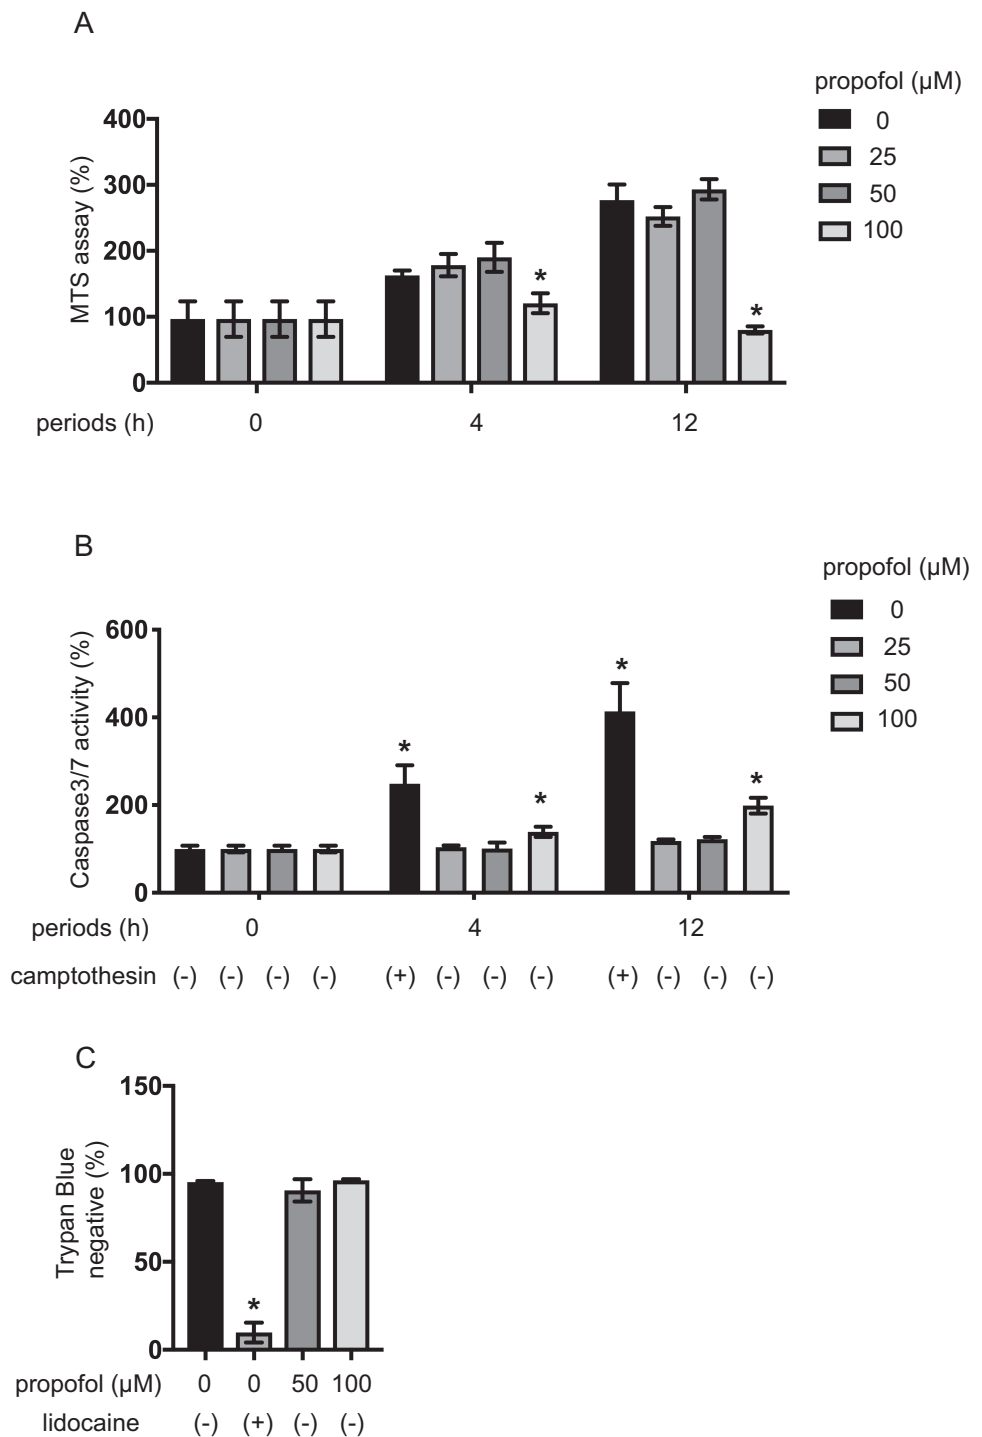 A
propofol (µM)
0
25
50
100
400
300
200
100
0
MTS assay (%)
*
*
periods (h) 0 4 12
B
propofol (µM)
0
25
50
100
600
400
200
0
Caspase3/7 activity (%)
*
*
*
*
periods (h) 0 4 12
camptothesin (-) (-) (-) (-) (+) (-) (-) (-) (+) (-) (-) (-)
C
150
100
50
0
Trypan Blue
negative (%)
*
propofol (µM) 0 0 50 100
lidocaine (-) (+) (-) (-)